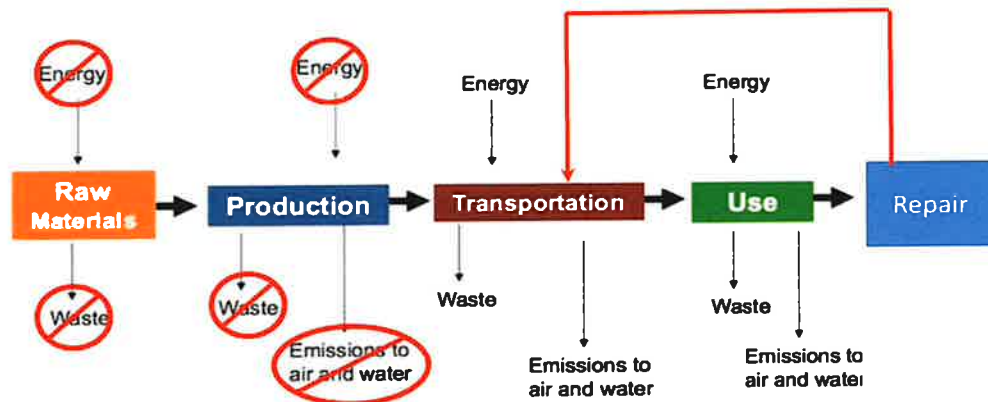 Energy
Energy
Energy
Energy
Raw
Materials
Production
Transportation
Use
Repair
Waste
Waste
Waste
Waste
Emissions to
air and water
Emissions to
air and water
Emissions to
air and water